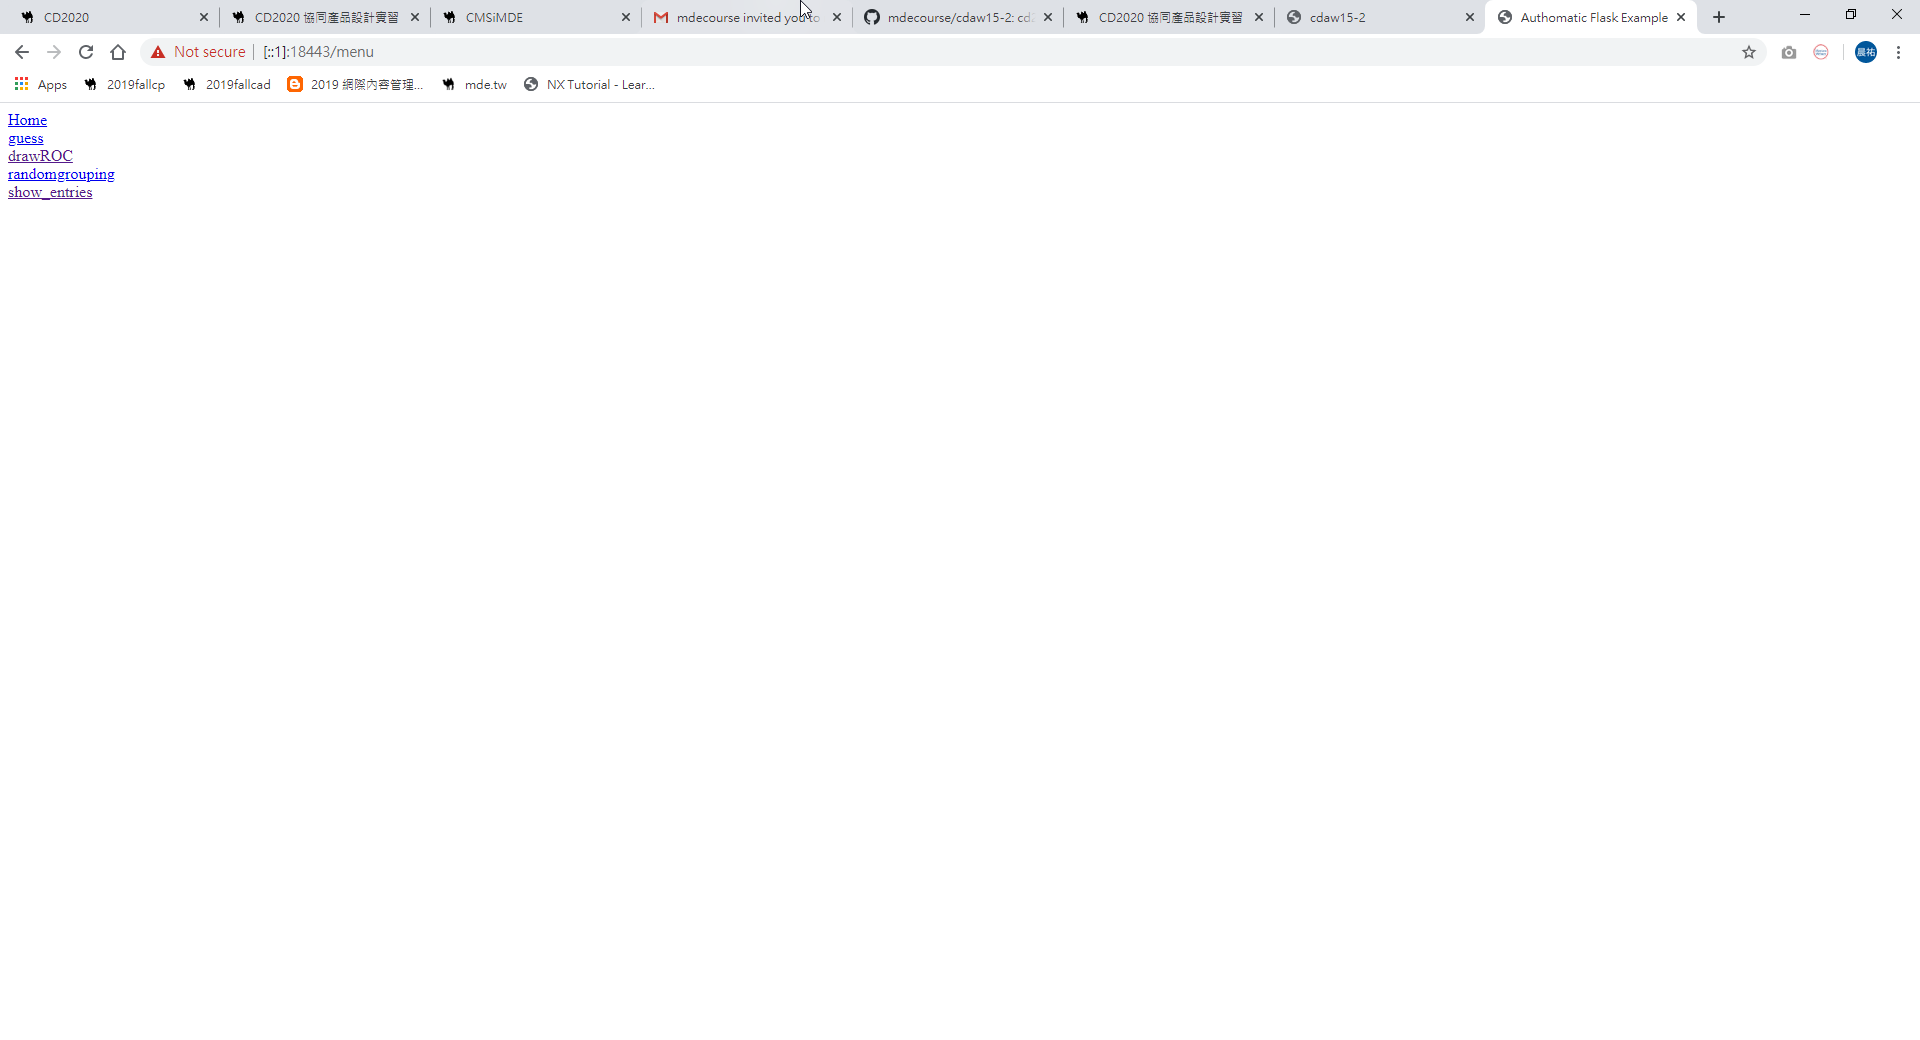 CD2020
CD2020 協同產品設計實習
CMSiMDE
mdecourse invited you to
mdecourse/cdaw15-2: cd
CD2020 協同產品設計實習
cdaw15-2
Authomatic Flask Example
Not secure
[::1]:18443/menu
晨祐
Apps
2019fallcp
2019fallcad
2019 網際內容管理...
mde.tw
NX Tutorial - Lear...
Home
guess
drawROC
randomgrouping
show_entries